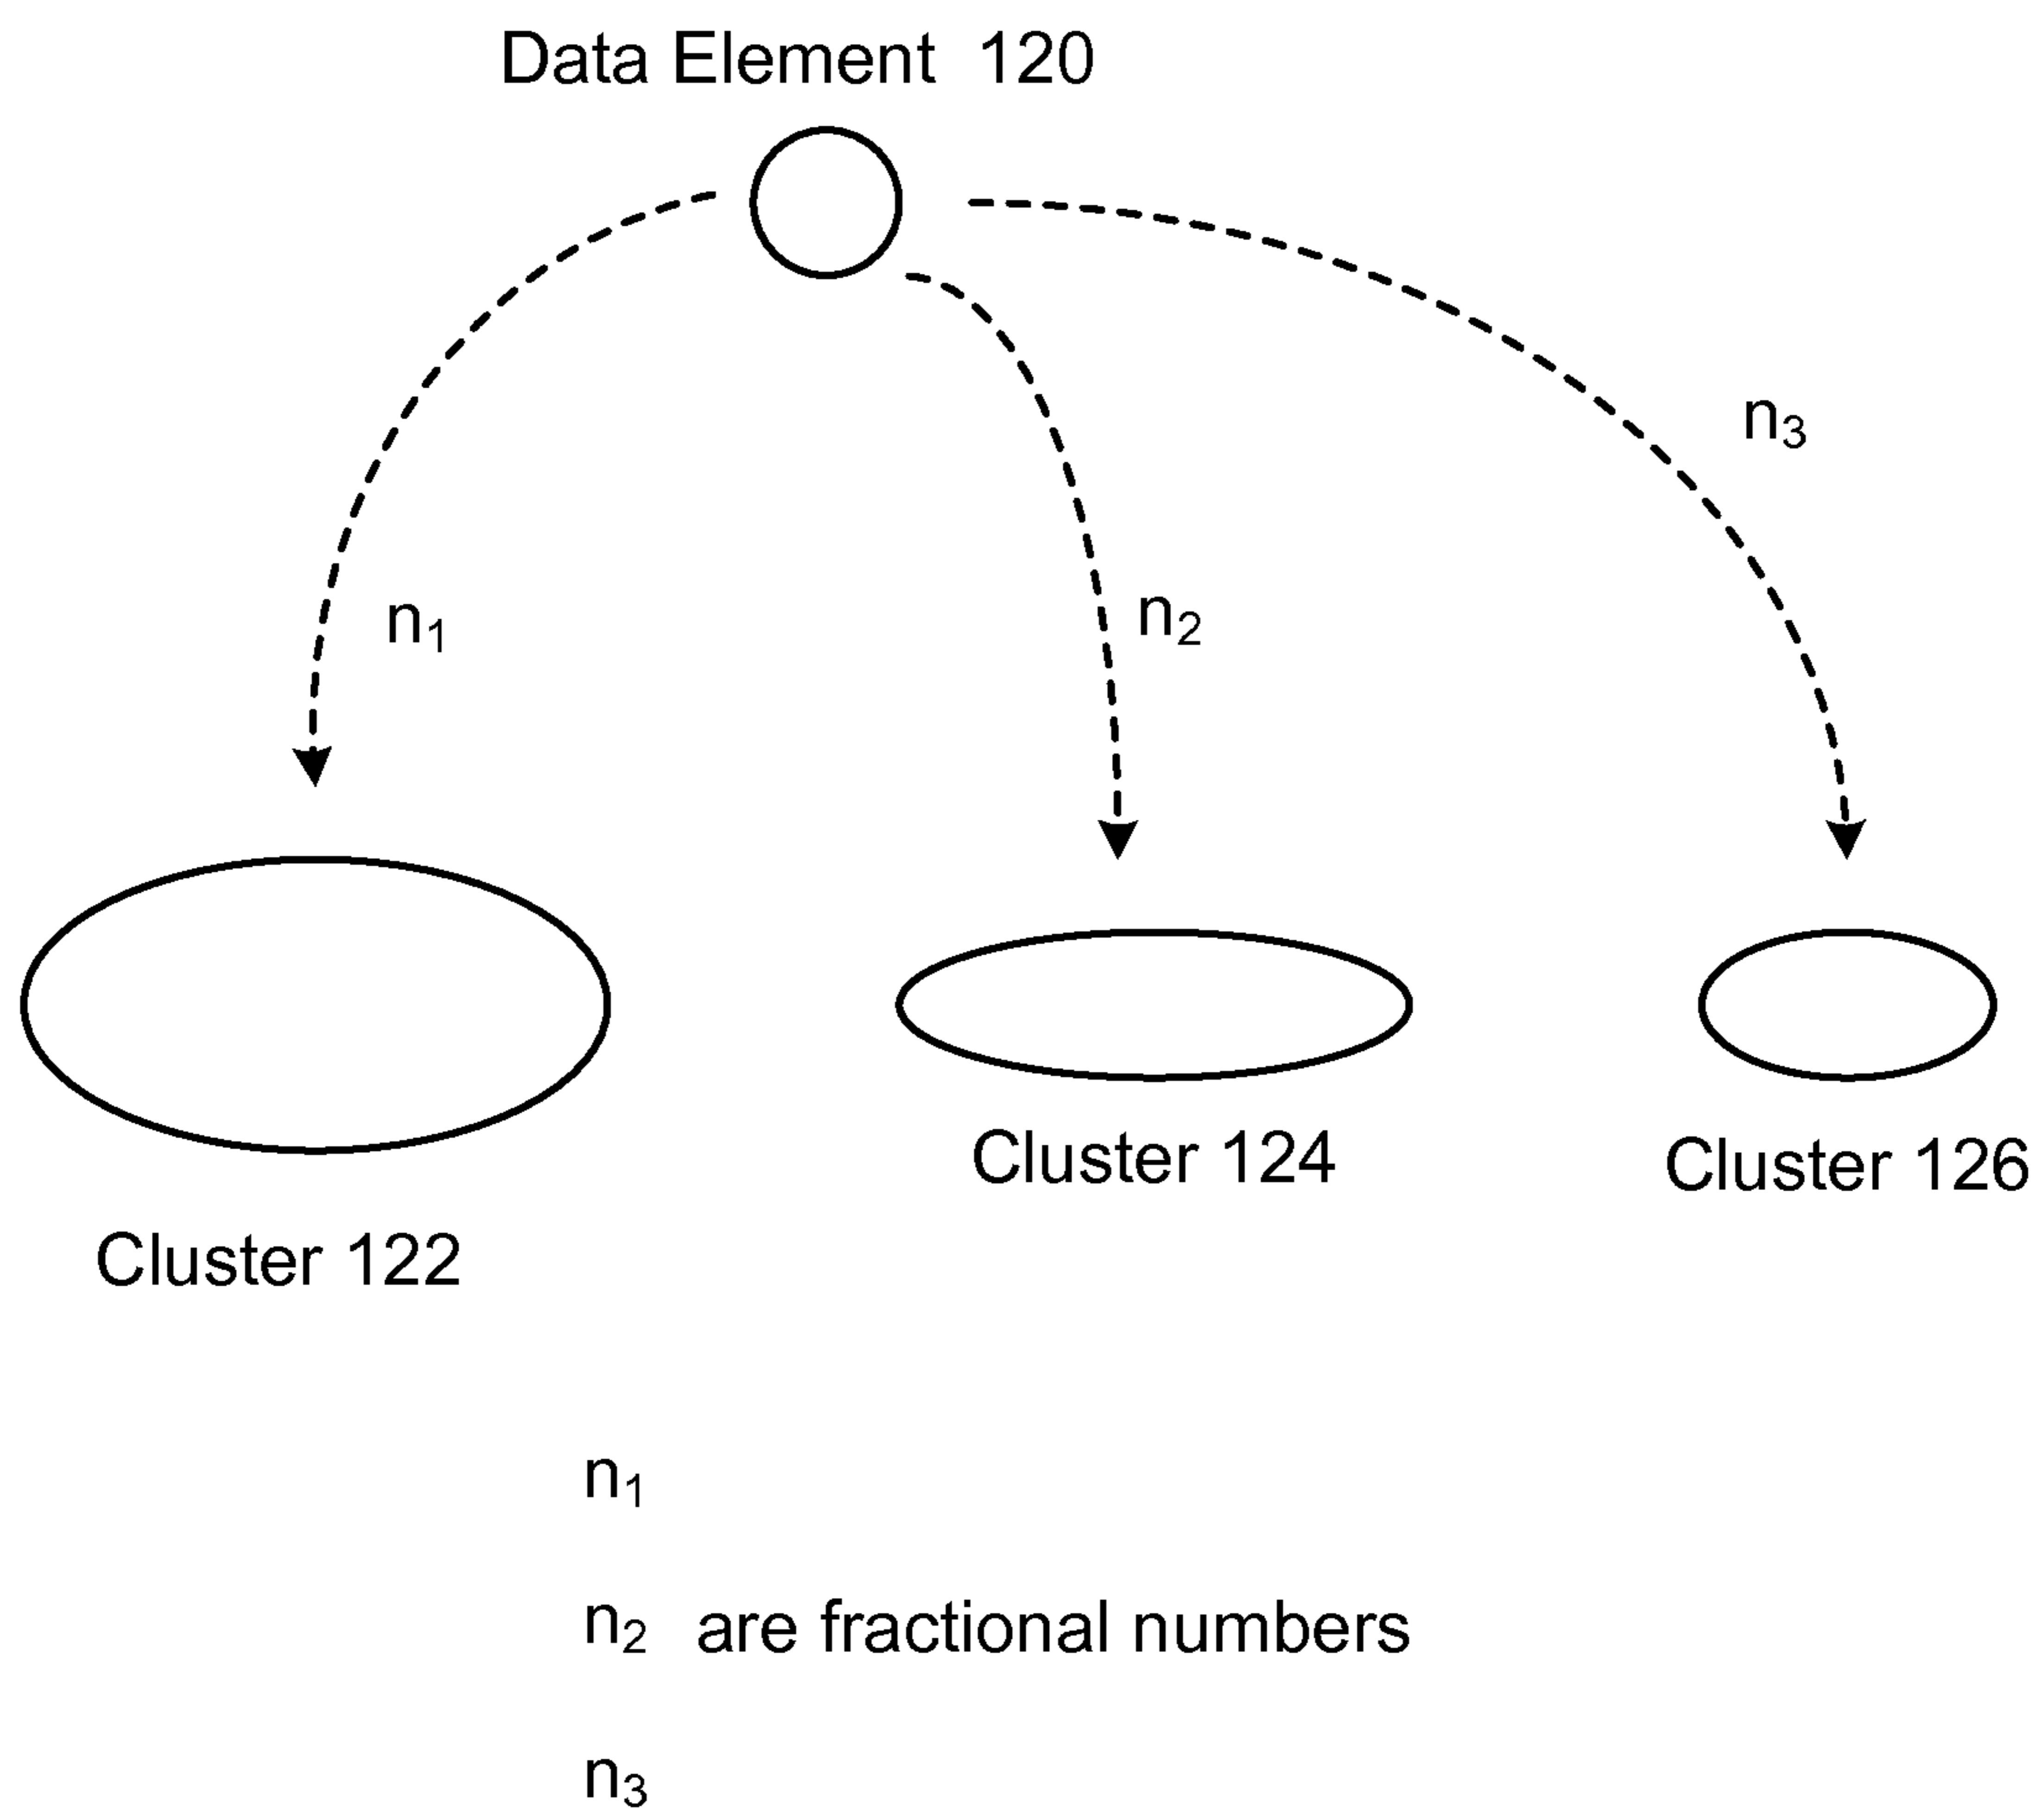 Data Element 120
n3
n1
n2
Cluster 124
Cluster 126
Cluster 122
n1
n2 are fractional numbers
n3